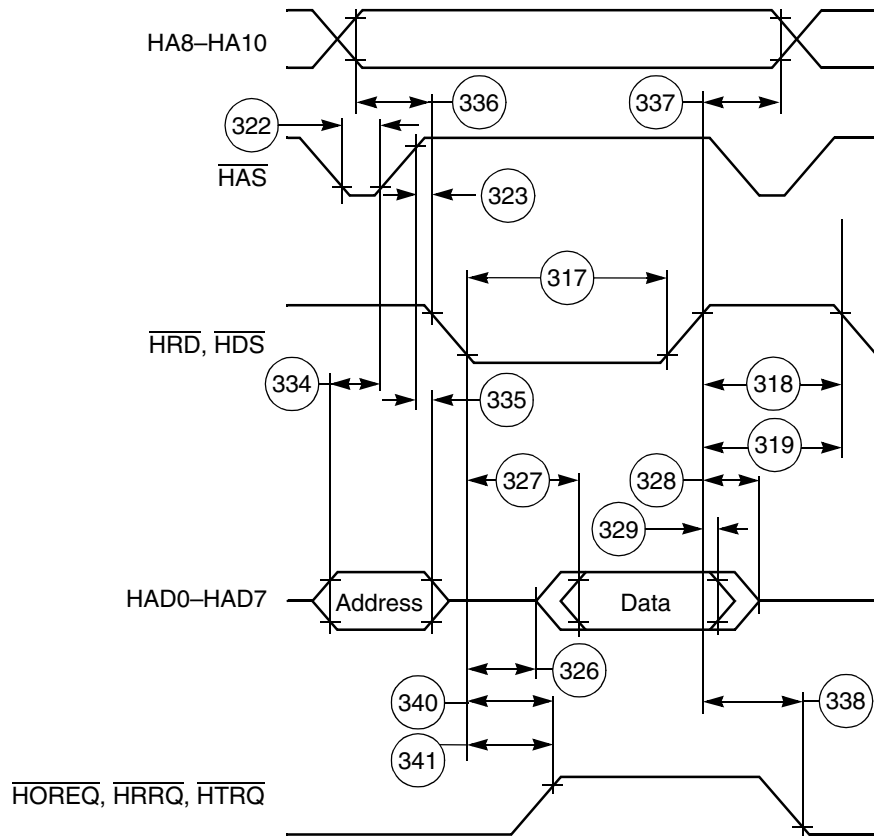 HA8–HA10
336
337
322
HAS
323
317
HRD, HDS
334
335
318
319
327
328
329
HAD0–HAD7
Address
Data
326
340
338
341
HOREQ, HRRQ, HTRQ